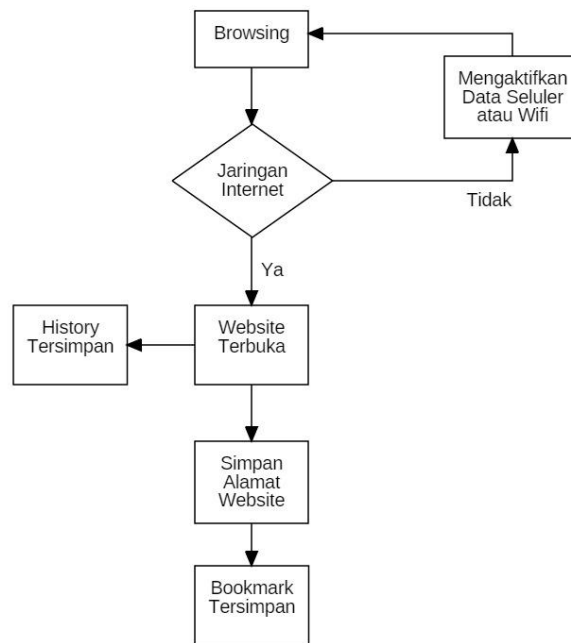 Browsing
Mengaktifkan
Data Seluler
atau Wifi
Jaringan
Internet
Tidak
Ya
History
Tersimpan
Website
Terbuka
Simpan
Alamat
Website
Bookmark
Tersimpan